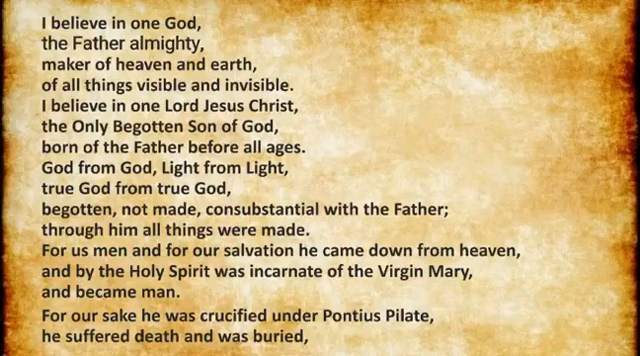 I believe in one God,
the Father almighty,
maker of heaven and earth,
of all things visible and invisible.
I believe in one Lord Jesus Christ,
the Only Begotten Son of God,
born of the Father before all ages.
God from God, Light from Light,
true God from true God,
begotten, not made, consubstantial with the Father;
through him all things were made.
For us men and for our salvation he came down from heaven,
and by the Holy Spirit was incarnate of the Virgin Mary,
and became man.
For our sake he was crucified under Pontius Pilate,
he suffered death and was buried,